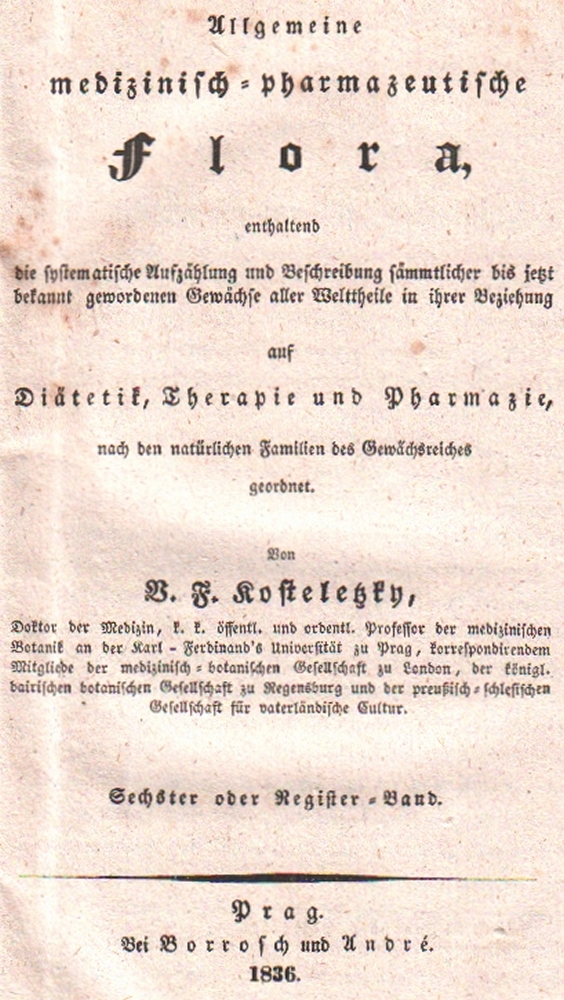 Allgemeine
medizinisch-pharmazeutische
Flora,
enthaltend
die systematische Aufzählung und Beschreibung sämmtlicher bis jetzt
bekannt gewordenen Gewächse aller Welttheile in ihrer Beziehung
auf
Diätetik, Therapie und Pharmazie,
nach den natürlichen Familien des Gewächsreiches
geordnet.
Von
V. F. Kosteletzky,
Doktor der Medizin, k. k. öffentl. und ordentl. Professor der medizinischen
Botanik an der Karl - Ferdinand's Universität zu Prag, korrespondirendem
Mitgliede der medizinisch-botanischen Gesellschaft zu London, der königl.
bairischen botanischen Gesellschaft zu Regensburg und der preußisch-schlesischen
Gesellschaft für vaterländische Cultur.
Sechster oder Register-Band.
Prag.
Bei Borrosch und André.
1836.